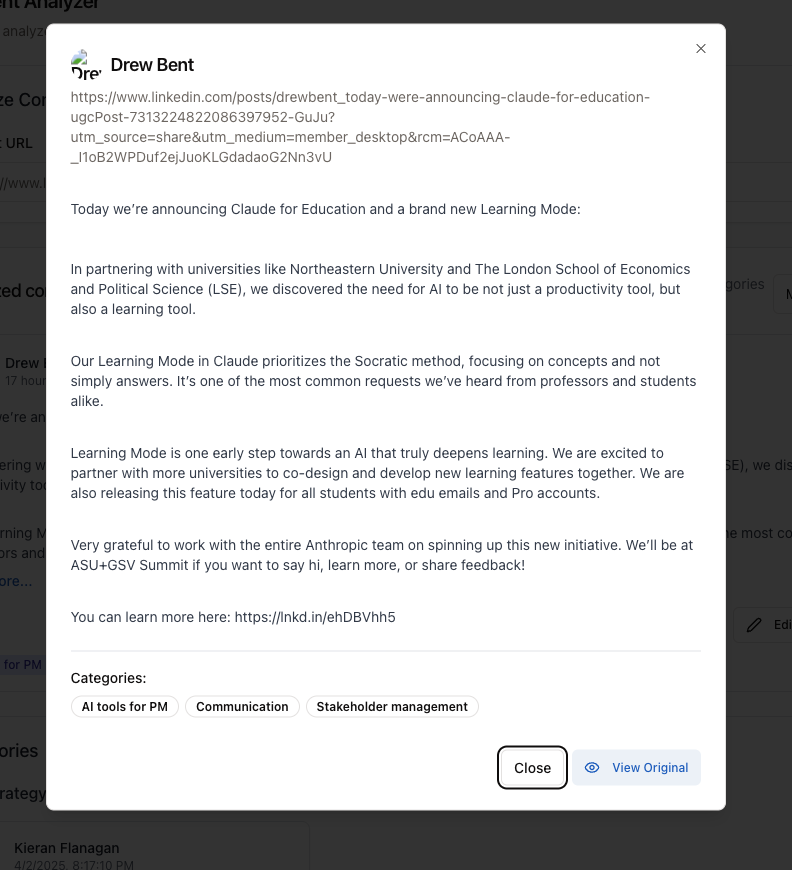 nt Analyzer
analyz
ze Cor
t URL
//www.l
Drew Bent
https://www.linkedin.com/posts/drewbent_today-were-announcing-claude-for-education-
ugcPost-7313224822086397952-GuJu?
utm_source=share&utm_medium=member_desktop&rcm=ACoAAA-
_I1oB2WPDuf2ejJuoKLGdadaoG2Nn3vU
Today we’re announcing Claude for Education and a brand new Learning Mode:
In partnering with universities like Northeastern University and The London School of Economics
and Political Science (LSE), we discovered the need for AI to be not just a productivity tool, but
also a learning tool.
Our Learning Mode in Claude prioritizes the Socratic method, focusing on concepts and not
simply answers. It’s one of the most common requests we’ve heard from professors and students
alike.
Learning Mode is one early step towards an AI that truly deepens learning. We are excited to
partner with more universities to co-design and develop new learning features together. We are
also releasing this feature today for all students with edu emails and Pro accounts.
Very grateful to work with the entire Anthropic team on spinning up this new initiative. We’ll be at
ASU+GSV Summit if you want to say hi, learn more, or share feedback!
You can learn more here: https://lnkd.in/ehDBVhh5
Categories:
AI tools for PM
Communication
Stakeholder management
Close
View Original
zed co
egories
Drew
17 hour
e’re an
ering w
SE), we dis
ivity too
rning M
he most co
ors and
ore...
Edi
for PM
ories
trategy
Kieran Flanagan
4/2/2025, 8:17:10 PM